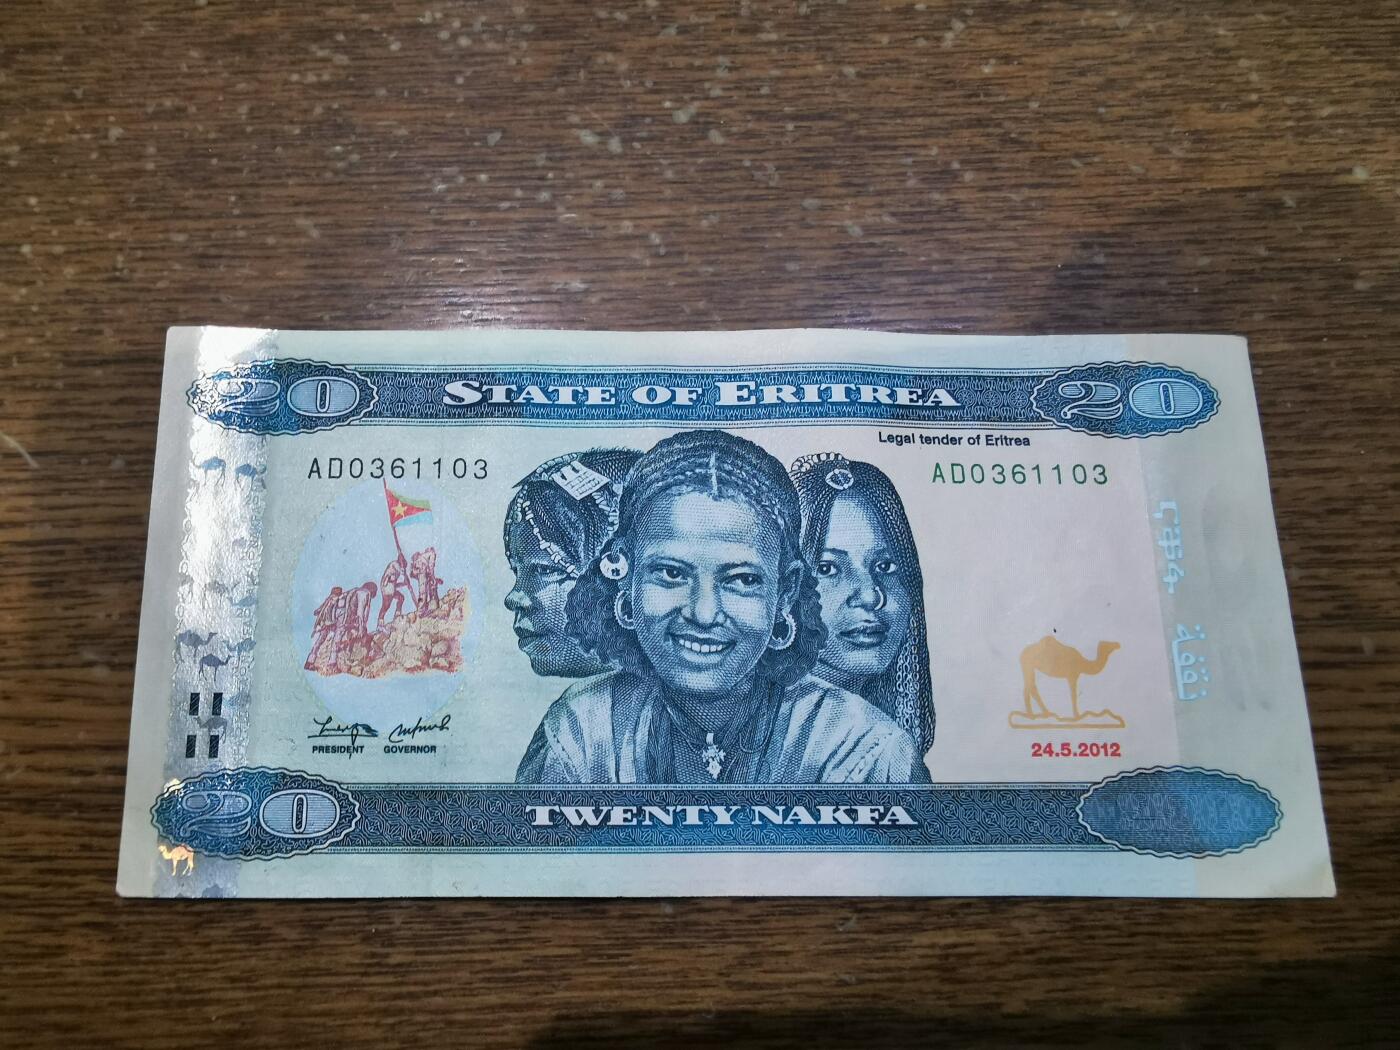 20 STATE OF ERITREA 20
Legal tender of Eritrea
AD0361103
AD0361103
ናቕፋ
نقفة
PRESIDENT GOVERNOR
24.5.2012
20 TWENTY NAKFA